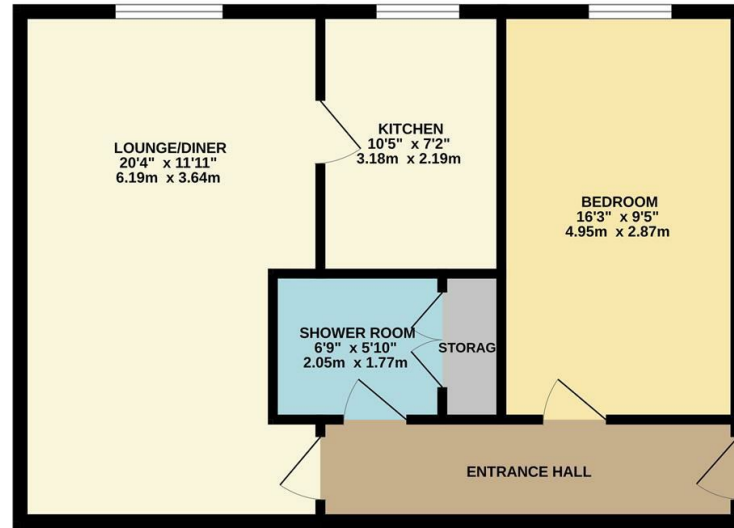 LOUNGE/DINER
20'4" x 11'11"
6.19m x 3.64m
KITCHEN
10'5" x 7'2"
3.18m x 2.19m
BEDROOM
16'3" x 9'5"
4.95m x 2.87m
SHOWER ROOM
6'9" x 5'10"
2.05m x 1.77m
STORAG
ENTRANCE HALL